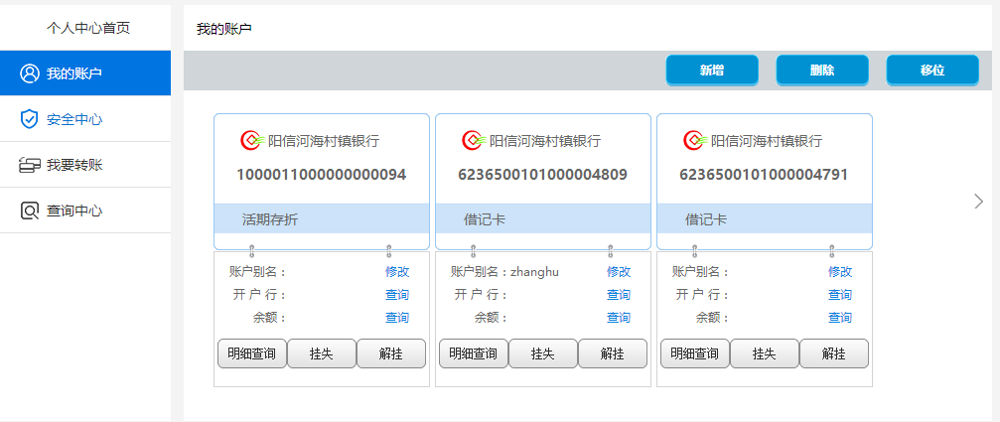 个人中心首页
我的账户
安全中心
我要转账
查询中心
我的账户
新增 删除 移位
阳信河海村镇银行
1000011000000000094
活期存折
账户别名： 修改
开 户 行： 查询
余额： 查询
明细查询 挂失 解挂
阳信河海村镇银行
6236500101000004809
借记卡
账户别名：zhanghu 修改
开 户 行： 查询
余额： 查询
明细查询 挂失 解挂
阳信河海村镇银行
6236500101000004791
借记卡
账户别名： 修改
开 户 行： 查询
余额： 查询
明细查询 挂失 解挂